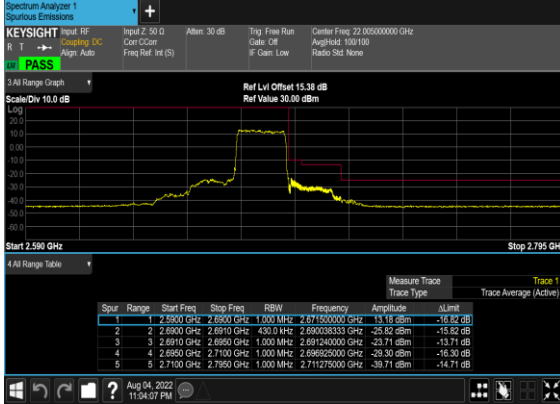 Spectrum Analyzer 1
Spurious Emissions
+
KEYSIGHT Input: RF Input Z: 50 Ω Atten: 30 dB Trig: Free Run Center Freq: 22.005000000 GHz
R T Coupling: DC Corr CCorr Gate: Off Avg|Hold: 100/100
Align: Auto Freq Ref: Int (S) IF Gain: Low Radio Std: None
PASS
3 All Range Graph
Ref Lvl Offset 15.38 dB
Scale/Div 10.0 dB Ref Value 30.00 dBm
Log
20.0
10.0
0.00
-10.0
-20.0
-30.0
-40.0
-50.0
-60.0
Start 2.590 GHz Stop 2.795 GH
4 All Range Table
Measure Trace Trace 1
Trace Type Trace Average (Active)
Spur Range Start Freq Stop Freq RBW Frequency Amplitude ΔLimit
1 1 2.5900 GHz 2.6900 GHz 1.000 MHz 2.671500000 GHz 13.18 dBm -16.82 dB
2 2 2.6900 GHz 2.6910 GHz 430.0 kHz 2.690038333 GHz -25.82 dBm -15.82 dB
3 3 2.6910 GHz 2.6950 GHz 1.000 MHz 2.691240000 GHz -23.71 dBm -13.71 dB
4 4 2.6950 GHz 2.7100 GHz 1.000 MHz 2.696925000 GHz -29.30 dBm -16.30 dB
5 5 2.7100 GHz 2.7950 GHz 1.000 MHz 2.711275000 GHz -39.71 dBm -14.71 dB
? Aug 04, 2022
11:04:07 PM